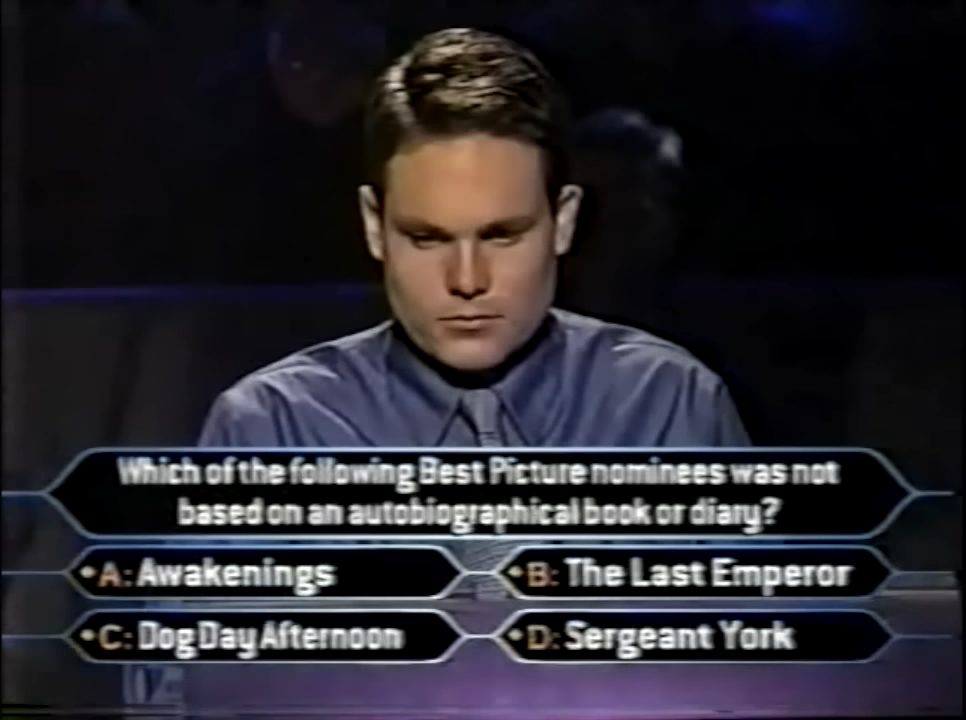 Which of the following Best Picture nominees was not
based on an autobiographical book or diary?
A: Awakenings
B: The Last Emperor
C: Dog Day Afternoon
D: Sergeant York